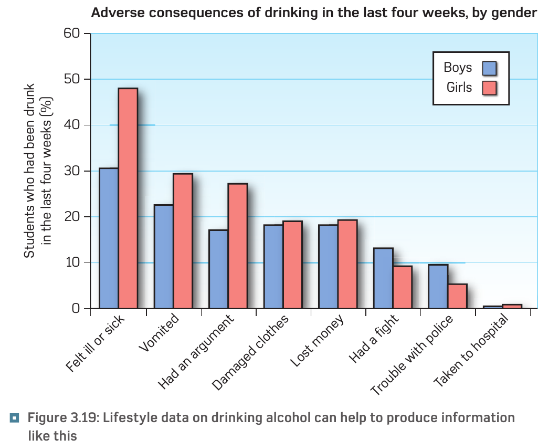 Adverse consequences of drinking in the last four weeks, by gender
60
50
40
30
20
10
0
Students who had been drunk
in the last four weeks (%)
Boys
Girls
Felt ill or sick
Vomited
Had an argument
Damaged clothes
Lost money
Had a fight
Trouble with police
Taken to hospital
Figure 3.19: Lifestyle data on drinking alcohol can help to produce information
like this